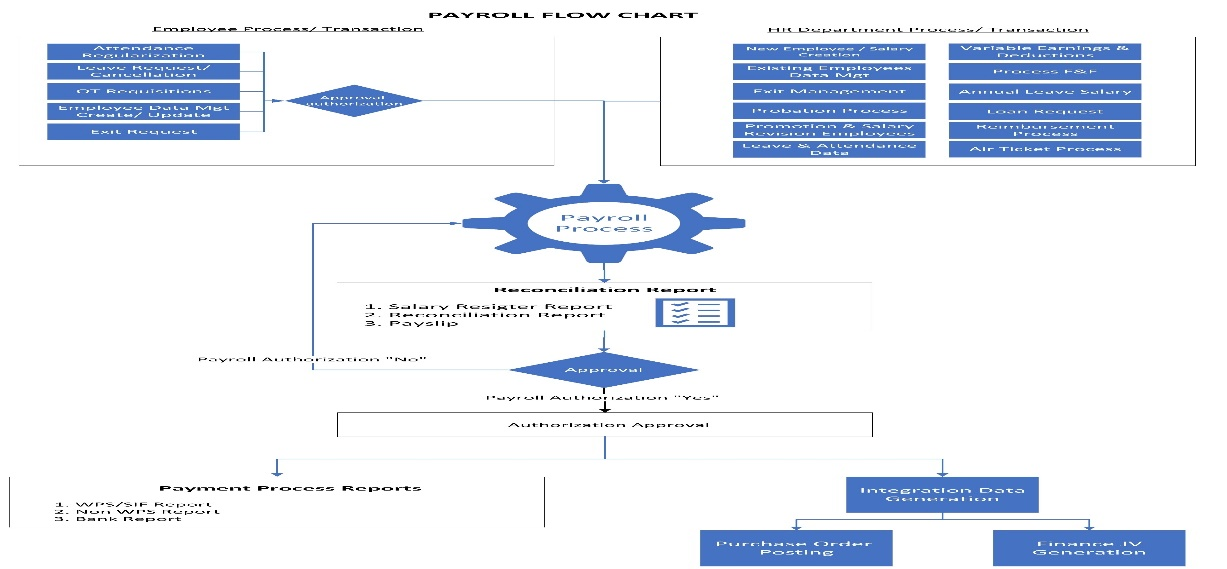 PAYROLL FLOW CHART
Employee Process/ Transaction
Attendance
Regularization
Leave Request/
Cancellation
OT Requisitions
Employee Data Mgt
Create/ Update
Exit Request
Approval
authorization
HR Department Process/ Transaction
New Employee / Salary
Creation
Existing Employees
Data Mgt
Exit Management
Probation Process
Promotion & Salary
Revision Employees
Leave & Attendance
Data
Variable Earnings &
Deductions
Process F&F
Annual Leave Salary
Loan Request
Reimbursement
Process
Air Ticket Process
Payroll
Process
Reconciliation Report
1. Salary Resigter Report
2. Reconciliation Report
3. Payslip
Payroll Authorization "No"
Approval
Payroll Authorization "Yes"
Authorization Approval
Payment Process Reports
1. WPS/SIF Report
2. Non WPS Report
3. Bank Report
Integration Data
Generation
Purchase Order
Posting
Finance JV
Generation